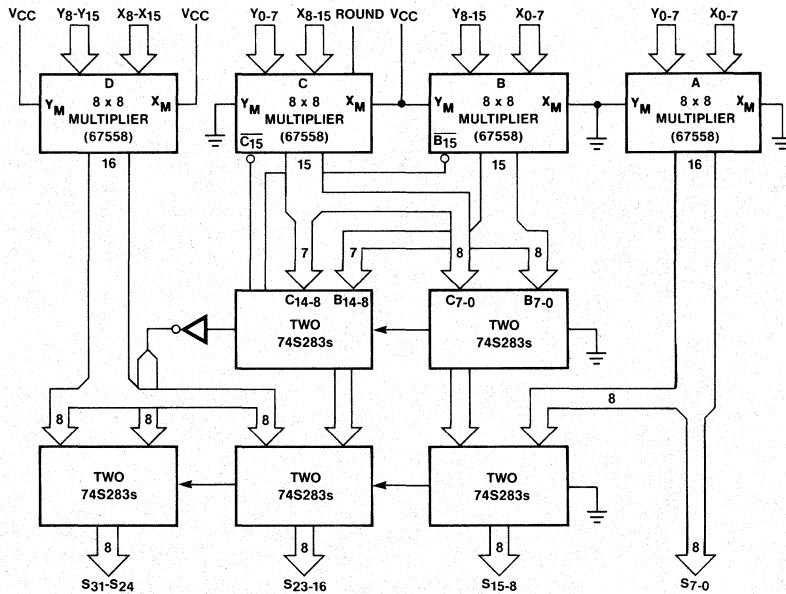 VCC Y8-Y15 X8-X15 VCC Y0-7 X8-15 ROUND VCC Y8-15 X0-7 Y0-7 X0-7
D
YM 8 x 8 XM
MULTIPLIER
(67558)
16
C
YM 8 x 8 XM
MULTIPLIER
(67558)
C15
15
B
YM 8 x 8 XM
MULTIPLIER
(67558)
B15
15
A
YM 8 x 8 XM
MULTIPLIER
(67558)
16
7 7 8 8
C14-8 B14-8
TWO
74S283s
C7-0 B7-0
TWO
74S283s
8 8 8 8
TWO
74S283s
TWO
74S283s
TWO
74S283s
8 8 8 8
S31-S24 S23-16 S15-8 S7-0